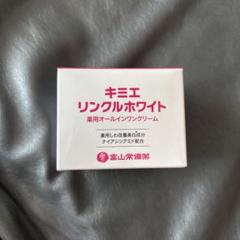 キミエ
リンクルホワイト
薬用オールインワンクリーム
薬用しわ改善美白成分
ナイアシンアミド配合
富山常備薬